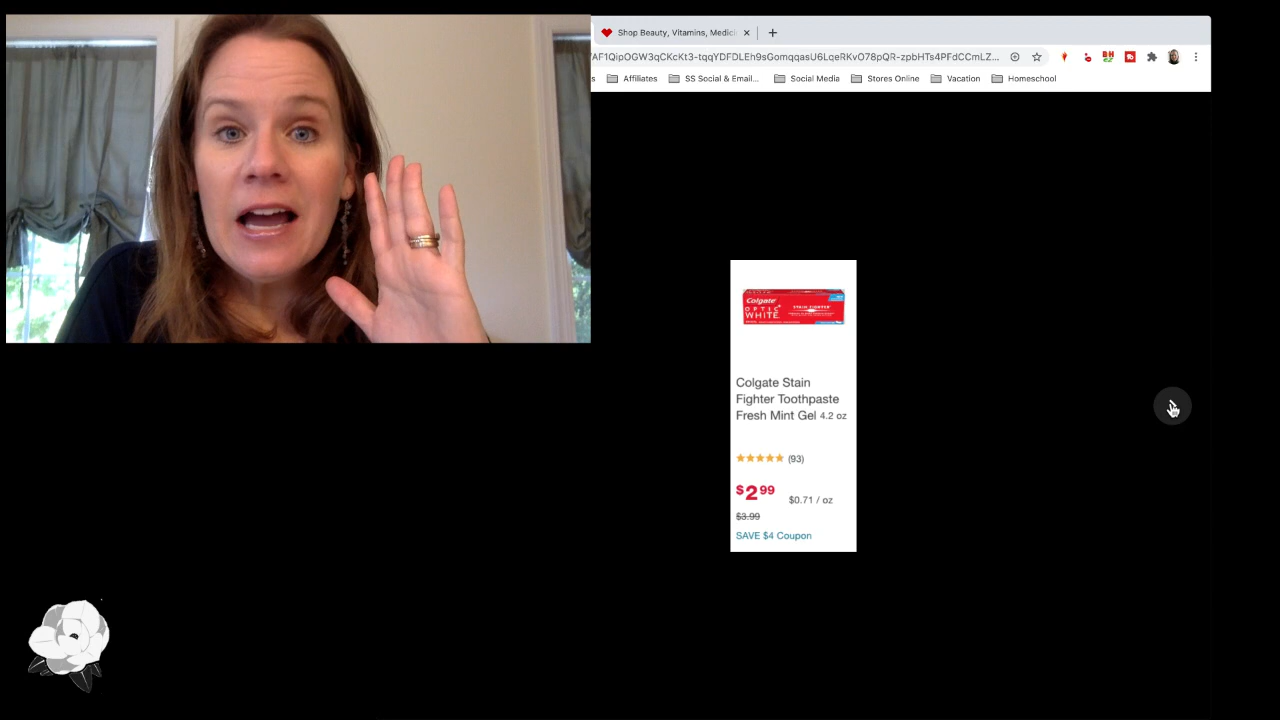 Shop Beauty, Vitamins, Medici
/AF1QipOGW3qCKcKt3-tqqYDFDLEh9sGomqqasU6LqeRKvO78pQR-zpbHTs4PFdCCmLZ...
s Affiliates SS Social & Email... Social Media Stores Online Vacation Homeschool
BH
Colgate
OPTIC
WHITE
STAIN FIGHTER
Colgate Stain
Fighter Toothpaste
Fresh Mint Gel 4.2 oz
(93)
$2.99 $0.71 / oz
$3.99
SAVE $4 Coupon